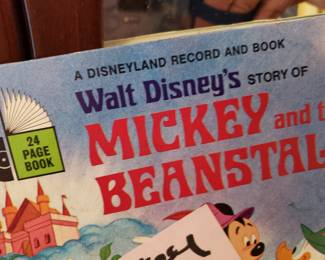 A DISNEYLAND RECORD AND BOOK
Walt Disney's STORY OF
MICKEY and t
BEANSTAL
24
PAGE
BOOK